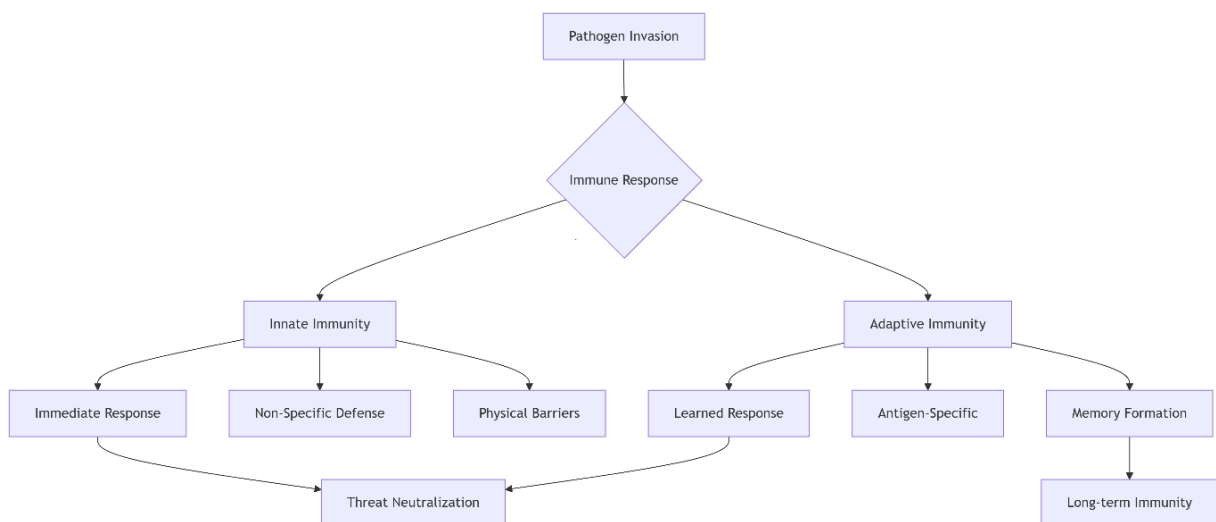 Pathogen Invasion
Immune Response
Innate Immunity
Adaptive Immunity
Immediate Response
Non-Specific Defense
Physical Barriers
Learned Response
Antigen-Specific
Memory Formation
Threat Neutralization
Long-term Immunity